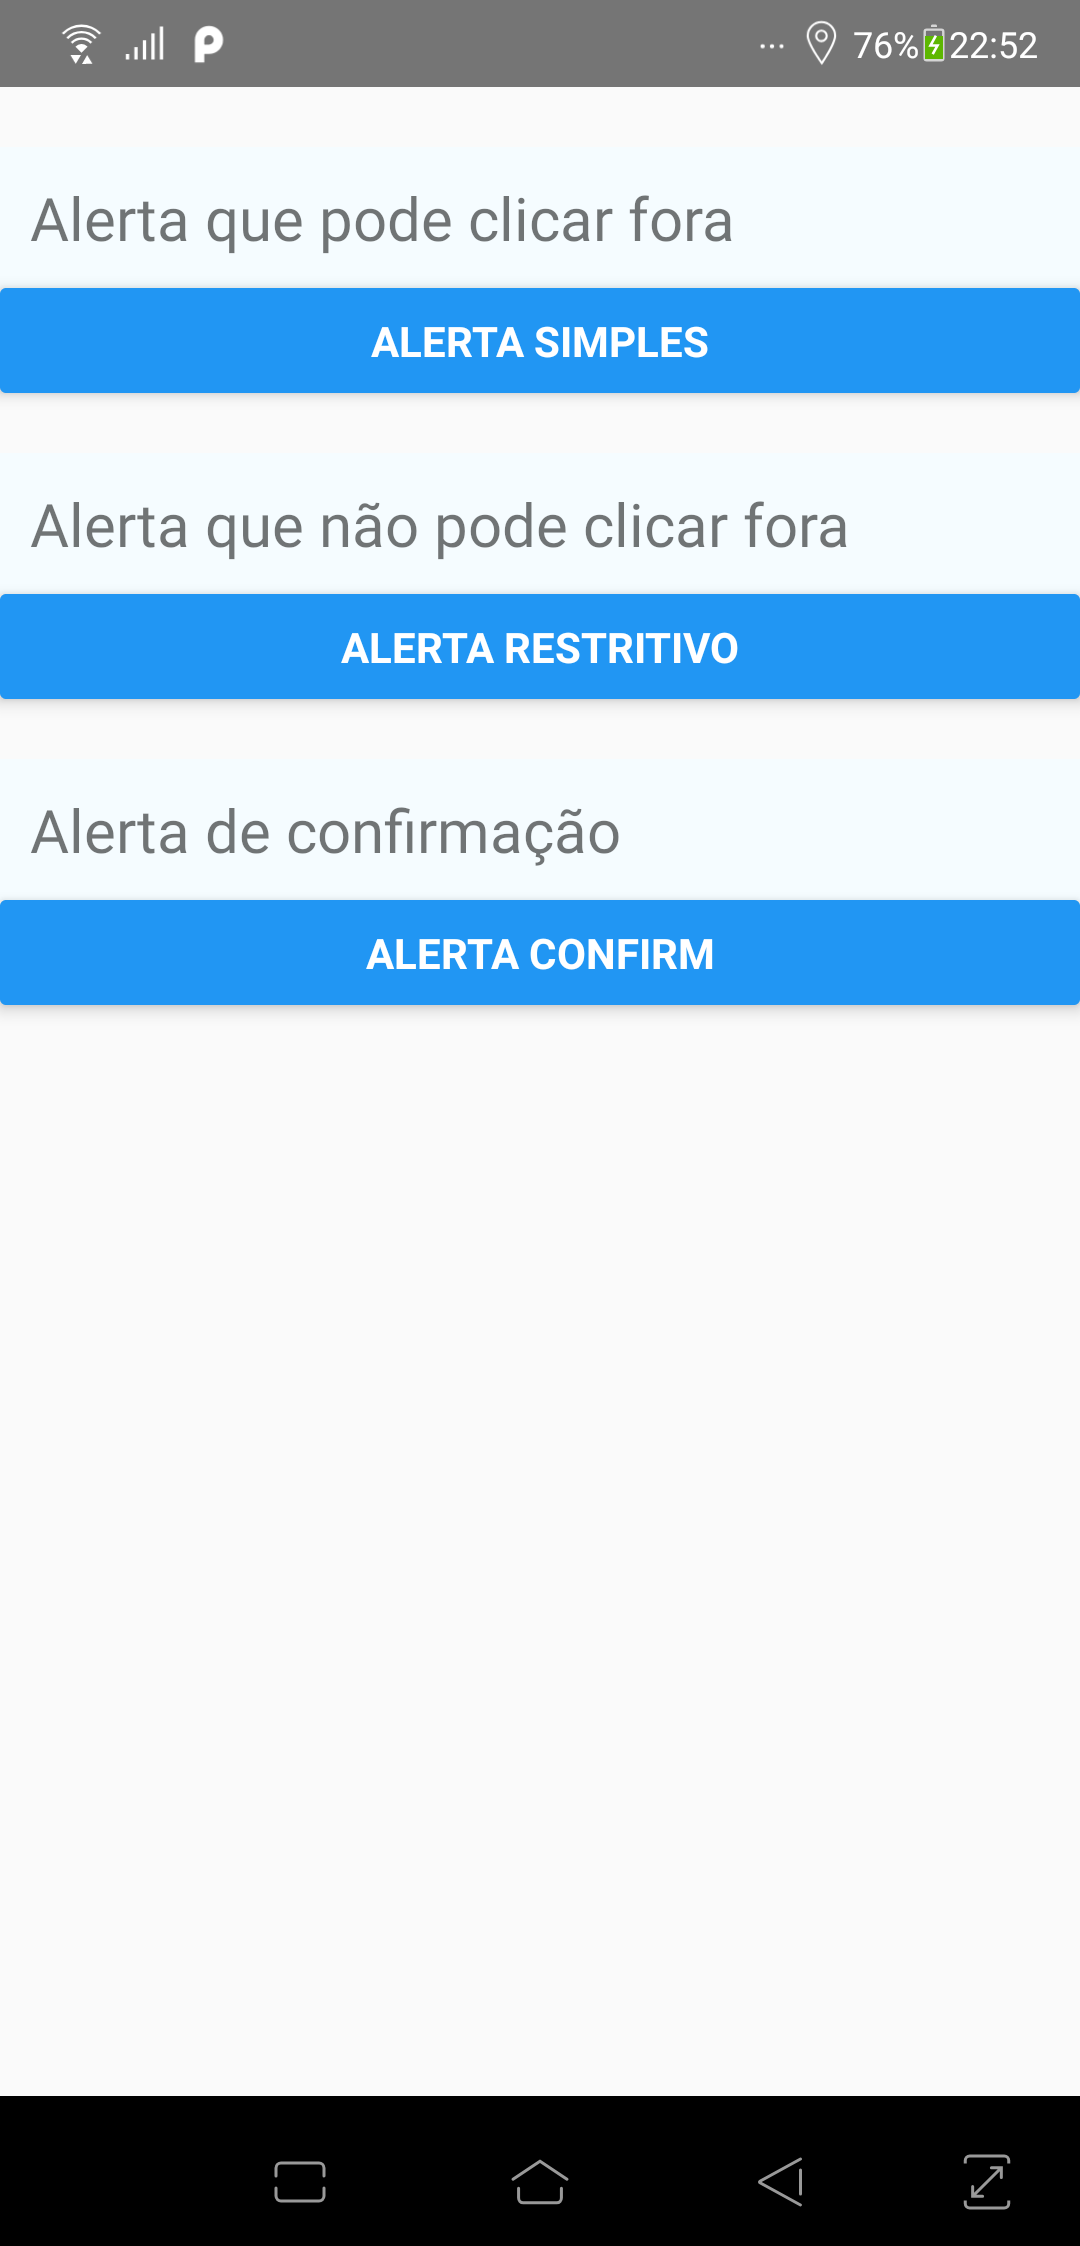 76% 22:52
Alerta que pode clicar fora
ALERTA SIMPLES
Alerta que não pode clicar fora
ALERTA RESTRITIVO
Alerta de confirmação
ALERTA CONFIRM